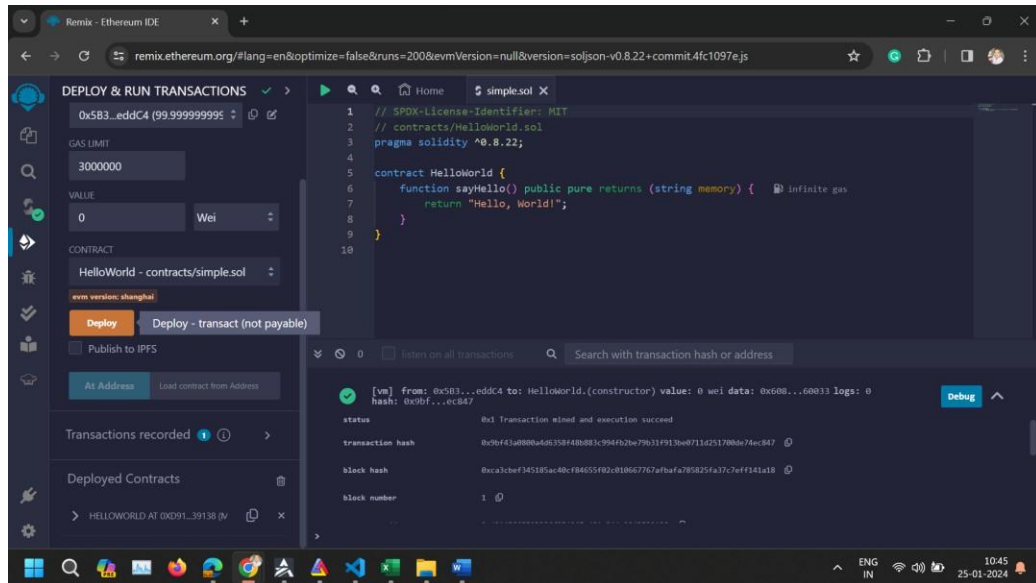 Remix - Ethereum IDE
remix.ethereum.org/#lang=en&optimize=false&runs=200&evmVersion=null&version=soljson-v0.8.22+commit.4fc1097e.js
DEPLOY & RUN TRANSACTIONS
0x5B3...eddC4 (99.99999999
GAS LIMIT
3000000
VALUE
0
Wei
CONTRACT
HelloWorld - contracts/simple.sol
evm version: shanghai
Deploy
Deploy - transact (not payable)
Publish to IPFS
At Address
Load contract from Address
Transactions recorded 1
Deployed Contracts
HELLOWORLD AT 0XD91...39138 (M
Home
simple.sol
1 // SPDX-License-Identifier: MIT
2 // contracts/HelloWorld.sol
3 pragma solidity ^0.8.22;
4
5 contract HelloWorld {
6 function sayHello() public pure returns (string memory) { infinite gas
7 return "Hello, World!";
8 }
9 }
10
0
listen on all transactions
Search with transaction hash or address
[vm] from: 0x5B3...eddC4 to: HelloWorld.(constructor) value: 0 wei data: 0x608...60033 logs: 0
hash: 0x9bf...ec847
Debug
status 0x1 Transaction mined and execution succeed
transaction hash
block hash
block number 1
>
ENG
IN
10:45
25-01-2024